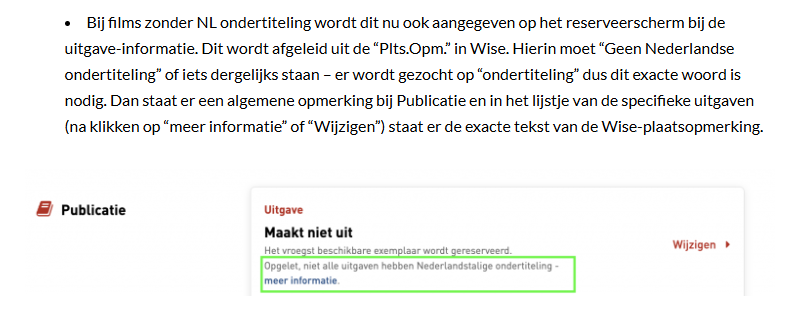 • Bij films zonder NL ondertiteling wordt dit nu ook aangegeven op het reserveerscherm bij de
uitgave-informatie. Dit wordt afgeleid uit de “Plts.Opm.” in Wise. Hierin moet “Geen Nederlandse
ondertiteling” of iets dergelijks staan – er wordt gezocht op “ondertiteling” dus dit exacte woord is
nodig. Dan staat er een algemene opmerking bij Publicatie en in het lijstje van de specifieke uitgaven
(na klikken op “meer informatie” of “Wijzigen”) staat er de exacte tekst van de Wise-plaatsopmerking.
Publicatie
Uitgave
Maakt niet uit
Het vroegst beschikbare exemplaar wordt gereserveerd.
Wijzigen
Opgelet, niet alle uitgaven hebben Nederlandstalige ondertiteling -
meer informatie.